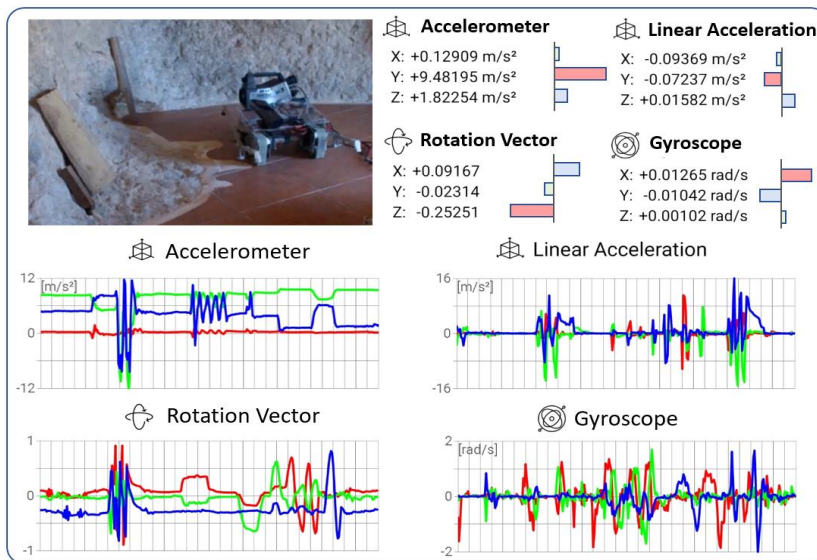 Accelerometer
X: +0.12909 m/s²
Y: +9.48195 m/s²
Z: +1.82254 m/s²
Linear Acceleration
X: -0.09369 m/s²
Y: -0.07237 m/s²
Z: +0.01582 m/s²
Rotation Vector
X: +0.09167
Y: -0.02314
Z: -0.25251
Gyroscope
X: +0.01265 rad/s
Y: -0.01042 rad/s
Z: +0.00102 rad/s
Accelerometer
12
[m/s²]
0
-12
Linear Acceleration
16
[m/s²]
0
-16
Rotation Vector
1
0
-1
Gyroscope
2
[rad/s]
0
-2